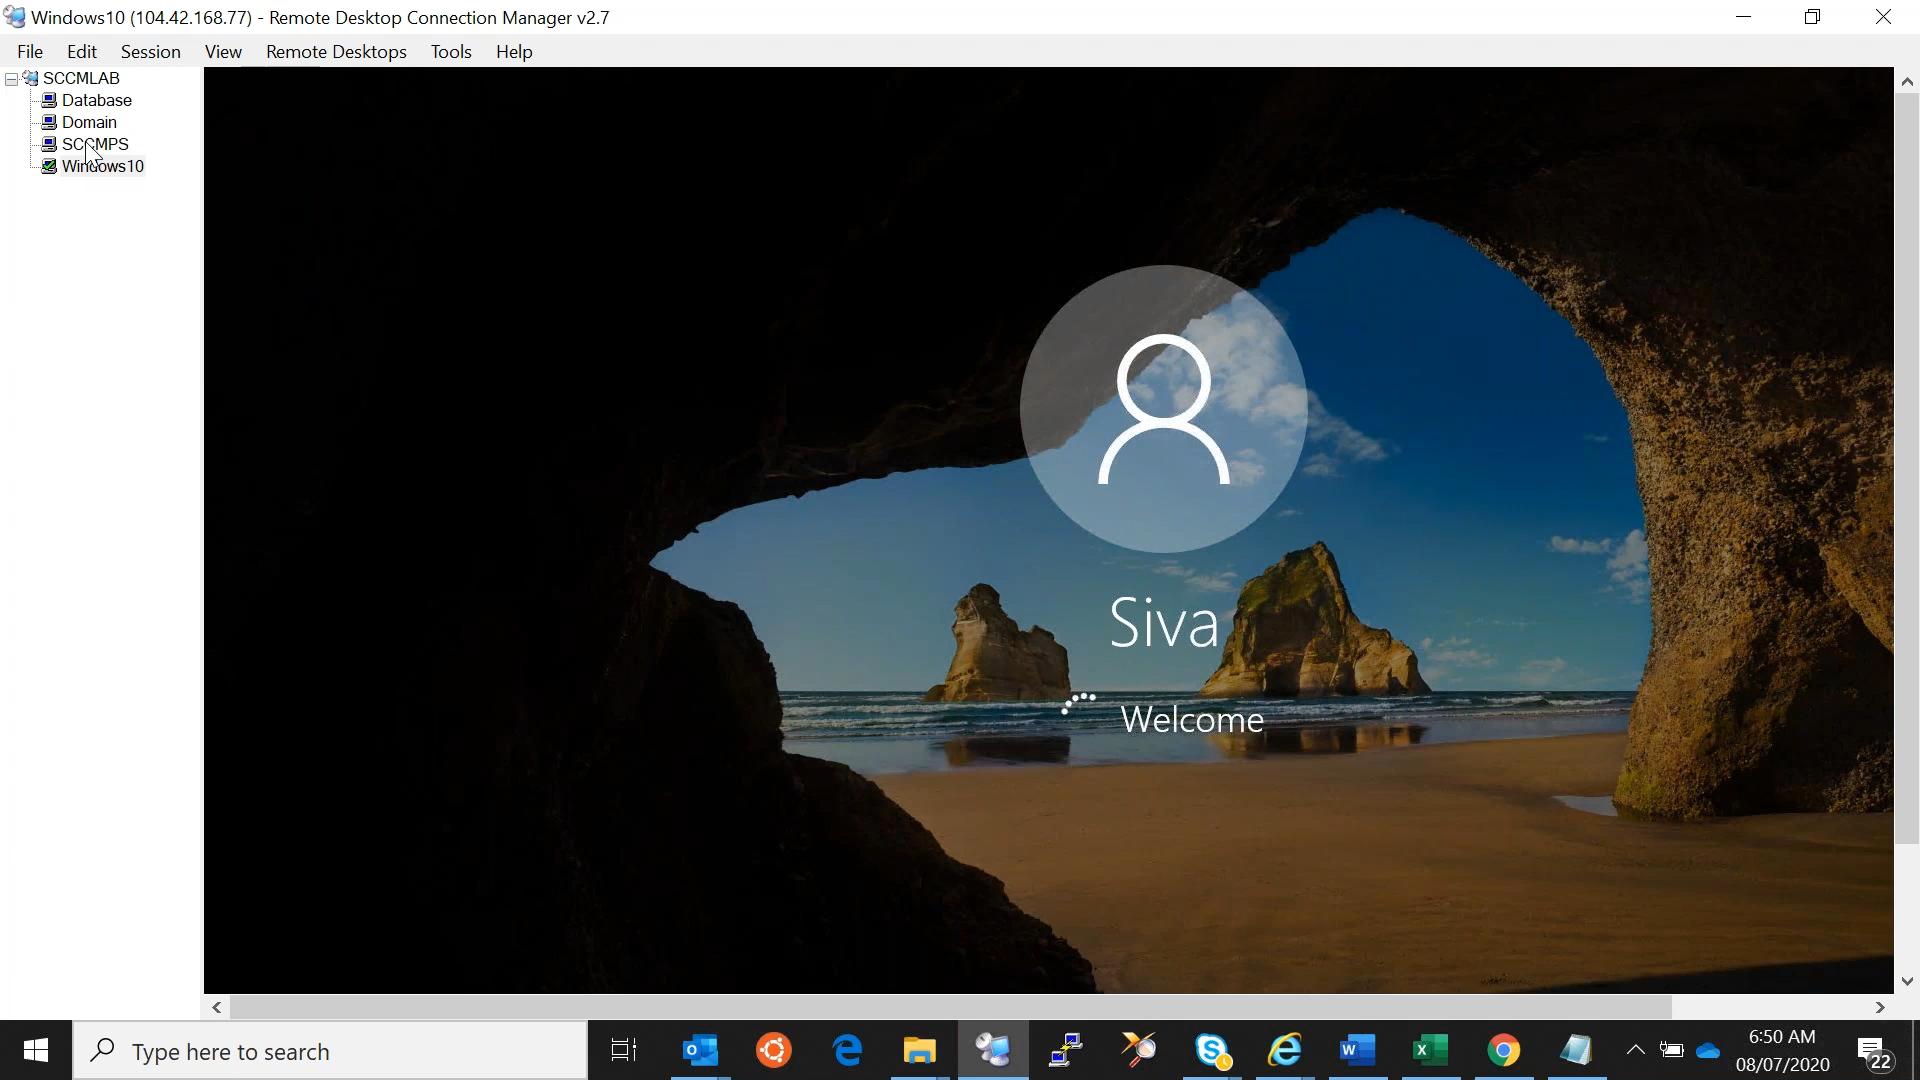 Windows10 (104.42.168.77) - Remote Desktop Connection Manager v2.7
File Edit Session View Remote Desktops Tools Help
SCCMLAB
Database
Domain
SCCMPS
Windows10
Siva
Welcome
Type here to search
6:50 AM
08/07/2020
22